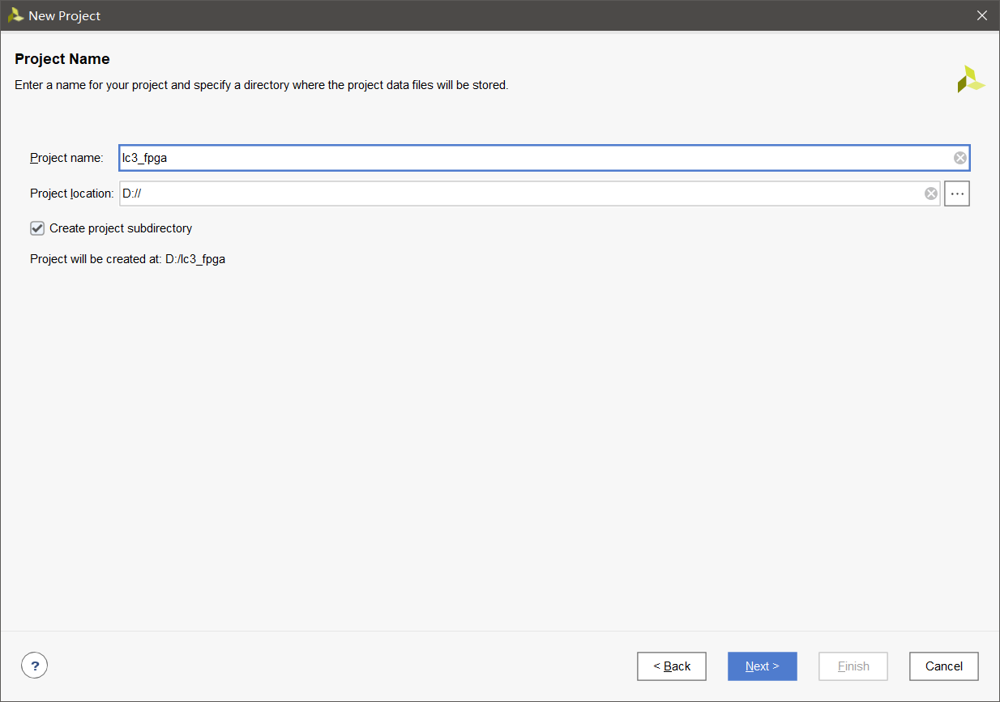 New Project
Project Name
Enter a name for your project and specify a directory where the project data files will be stored.
Project name: lc3_fpga
Project location: D:// ...
Create project subdirectory
Project will be created at: D:/lc3_fpga
? < Back Next > Finish Cancel